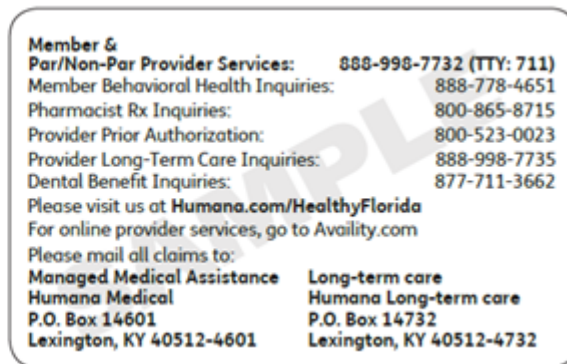 Member &
Par/Non-Par Provider Services: 888-998-7732 (TTY: 711)
Member Behavioral Health Inquiries: 888-778-4651
Pharmacist Rx Inquiries: 800-865-8715
Provider Prior Authorization: 800-523-0023
Provider Long-Term Care Inquiries: 888-998-7735
Dental Benefit Inquiries: 877-711-3662
Please visit us at Humana.com/HealthyFlorida
For online provider services, go to Availity.com
Please mail all claims to:
Managed Medical Assistance Long-term care
Humana Medical Humana Long-term care
P.O. Box 14601 P.O. Box 14732
Lexington, KY 40512-4601 Lexington, KY 40512-4732
SAMPLE